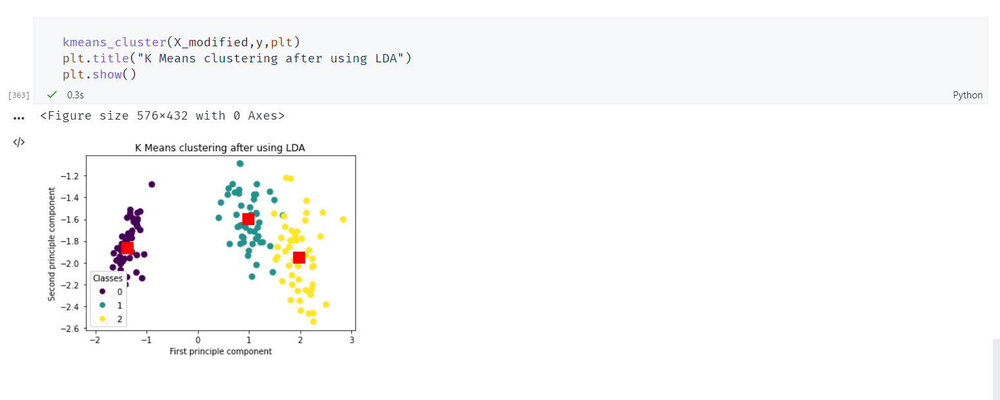 kmeans_cluster(X_modified,y,plt)
plt.title("K Means clustering after using LDA")
plt.show()
[363]
0.3s
Python
...
<Figure size 576×432 with 0 Axes>
</>
K Means clustering after using LDA
Second principle component
−1.2
−1.4
−1.6
−1.8
−2.0
−2.2
−2.4
−2.6
Classes
0
1
2
−2 −1 0 1 2 3
First principle component